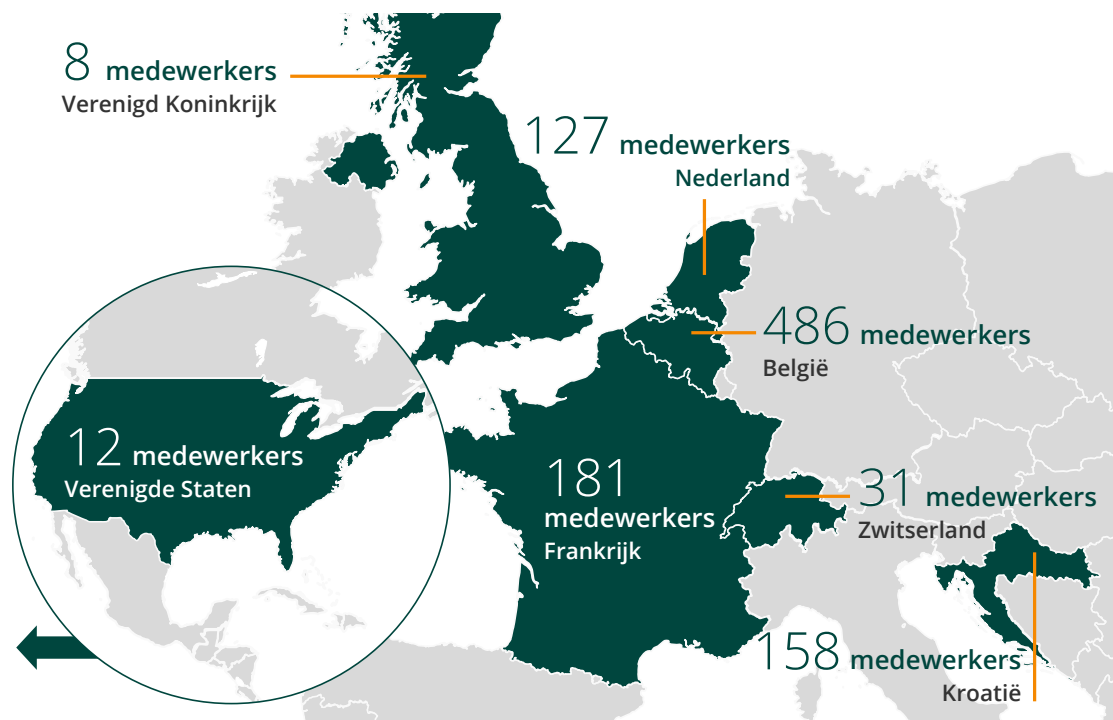 8 medewerkers
Verenigd Koninkrijk
127 medewerkers
Nederland
486 medewerkers
België
12 medewerkers
Verenigde Staten
181
medewerkers
Frankrijk
31 medewerkers
Zwitserland
158 medewerkers
Kroatië